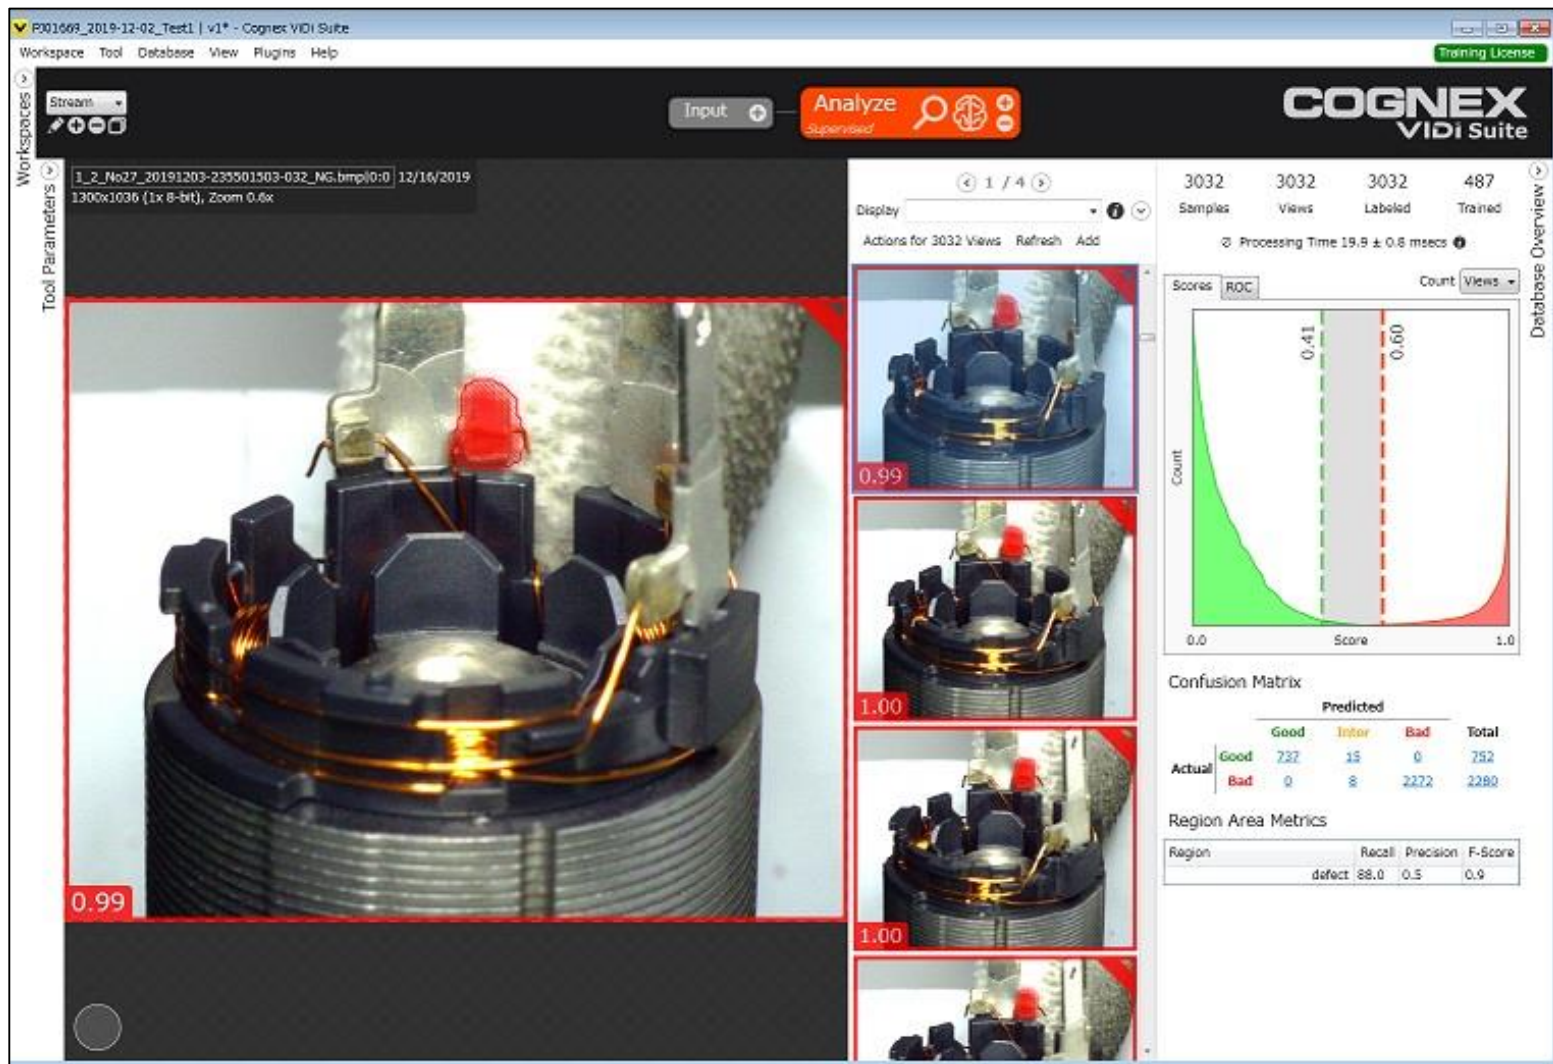 PJ01669_2019-12-02_Test1 | v1* - Cognex ViDi Suite
Workspace Tool Database View Plugins Help
Training License
Workspaces
Stream
Input
Analyze
Supervised
COGNEX
ViDi Suite
Tool Parameters
1_2_No27_20191203-235501503-032_NG.bmp|0:0 12/16/2019
1300x1036 (1x 8-bit), Zoom 0.6x
0.99
1 / 4
Display
Actions for 3032 Views Refresh Add
0.99
1.00
1.00
3032 3032 3032 487
Samples Views Labeled Trained
Processing Time 19.9 ± 0.8 msecs
Database Overview
Scores ROC
Count Views
0.41
0.60
Count
0.0 Score 1.0
Confusion Matrix
Predicted
Good Inter Bad Total
Actual
Good 737 15 0 752
Bad 0 8 2272 2280
Region Area Metrics
Region Recall Precision F-Score
defect 88.0 0.5 0.9